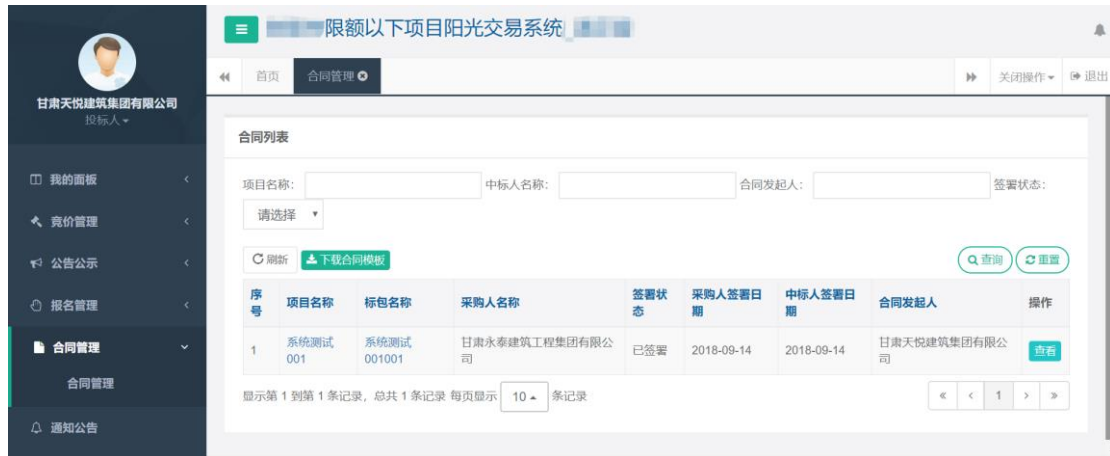 限额以下项目阳光交易系统
首页 合同管理 关闭操作 退出
甘肃天悦建筑集团有限公司
投标人
我的面板
竞价管理
公告公示
报名管理
合同管理
合同管理
通知公告
合同列表
项目名称: 中标人名称: 合同发起人: 签署状态:
请选择
刷新 下载合同模板 查询 重置
序号 项目名称 标包名称 采购人名称 签署状态 采购人签署日期 中标人签署日期 合同发起人 操作
1 系统测试001 系统测试001001 甘肃永泰建筑工程集团有限公司 已签署 2018-09-14 2018-09-14 甘肃天悦建筑集团有限公司 查看
显示第 1 到第 1 条记录，总共 1 条记录 每页显示 10 条记录 « ‹ 1 › »